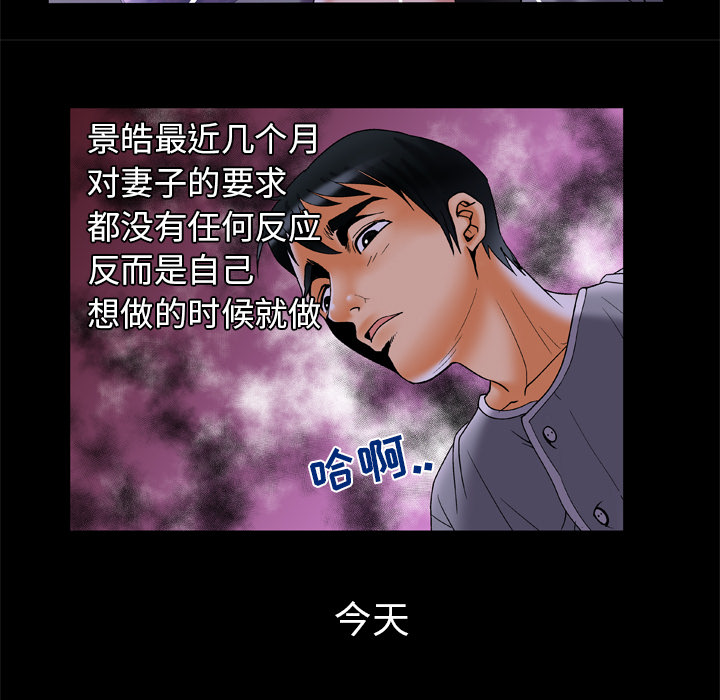 景皓最近几个月
对妻子的要求
都没有任何反应
反而是自己
想做的时候就做
哈啊..
今天